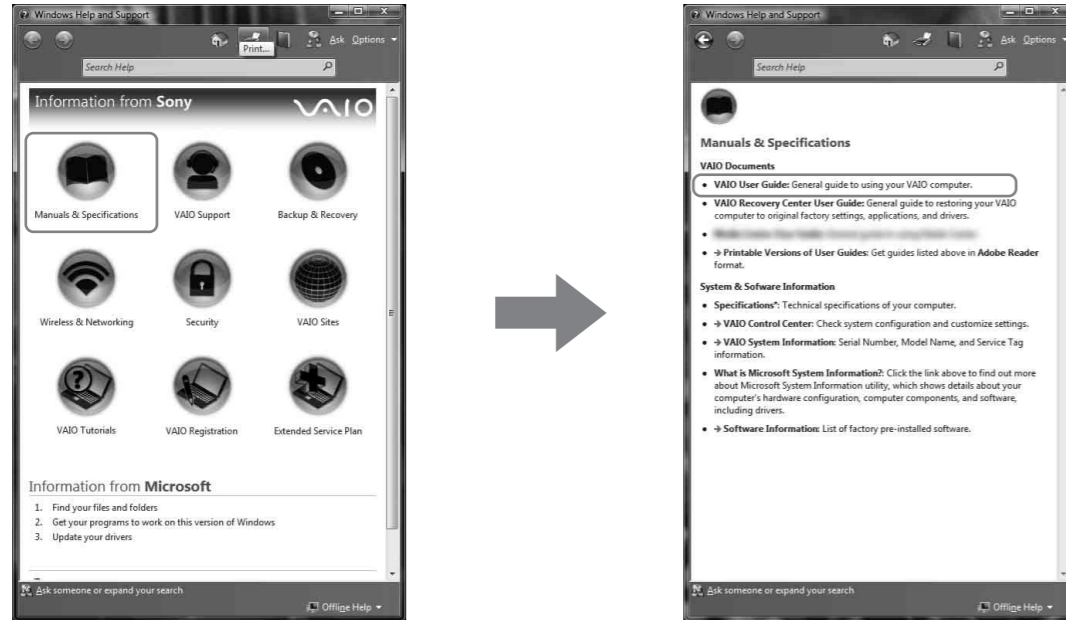 Windows Help and Support
Ask Options
Print...
Search Help
Information from Sony
VAIO
Manuals & Specifications
VAIO Support
Backup & Recovery
Wireless & Networking
Security
VAIO Sites
VAIO Tutorials
VAIO Registration
Extended Service Plan
Information from Microsoft
1. Find your files and folders
2. Get your programs to work on this version of Windows
3. Update your drivers
Ask someone or expand your search
Offline Help
Windows Help and Support
Ask Options
Search Help
Manuals & Specifications
VAIO Documents
• VAIO User Guide: General guide to using your VAIO computer.
• VAIO Recovery Center User Guide: General guide to restoring your VAIO
computer to original factory settings, applications, and drivers.
• → Printable Versions of User Guides: Get guides listed above in Adobe Reader
format.
System & Sofware Information
• Specifications*: Technical specifications of your computer.
• → VAIO Control Center: Check system configuration and customize settings.
• → VAIO System Information: Serial Number, Model Name, and Service Tag
information.
• What is Microsoft System Information?: Click the link above to find out more
about Microsoft System Information utility, which shows details about your
computer's hardware configuration, computer components, and software,
including drivers.
• → Software Information: List of factory pre-installed software.
Ask someone or expand your search
Offline Help